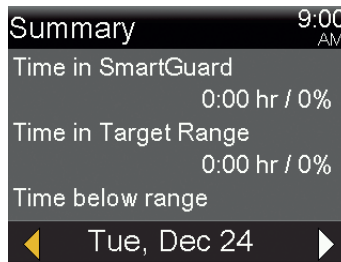 Summary 9:00
AM
Time in SmartGuard
0:00 hr / 0%
Time in Target Range
0:00 hr / 0%
Time below range
Tue, Dec 24